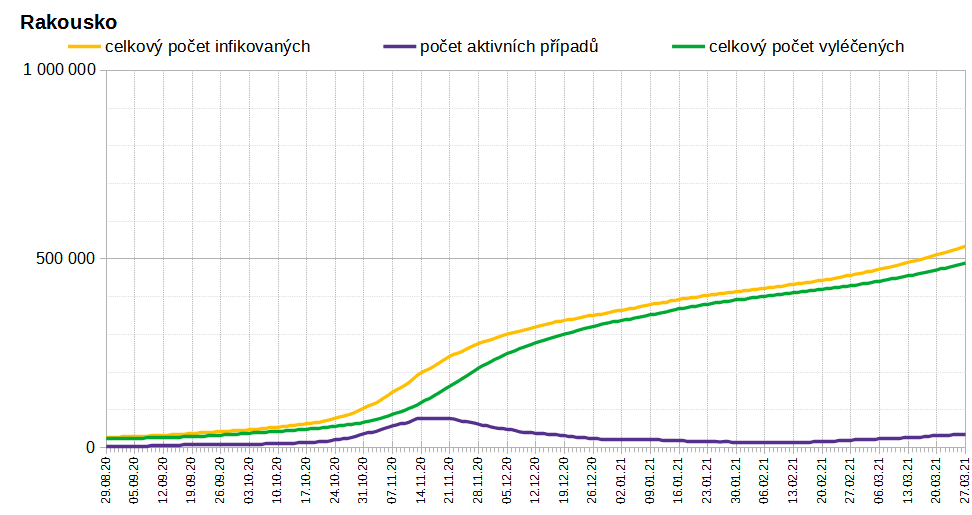 Rakousko
celkový počet infikovaných počet aktivních případů celkový počet vyléčených
1 000 000
500 000
0
29.08.20 05.09.20 12.09.20 19.09.20 26.09.20 03.10.20 10.10.20 17.10.20 24.10.20 31.10.20 07.11.20 14.11.20 21.11.20 28.11.20 05.12.20 12.12.20 19.12.20 26.12.20 02.01.21 09.01.21 16.01.21 23.01.21 30.01.21 06.02.21 13.02.21 20.02.21 27.02.21 06.03.21 13.03.21 20.03.21 27.03.21